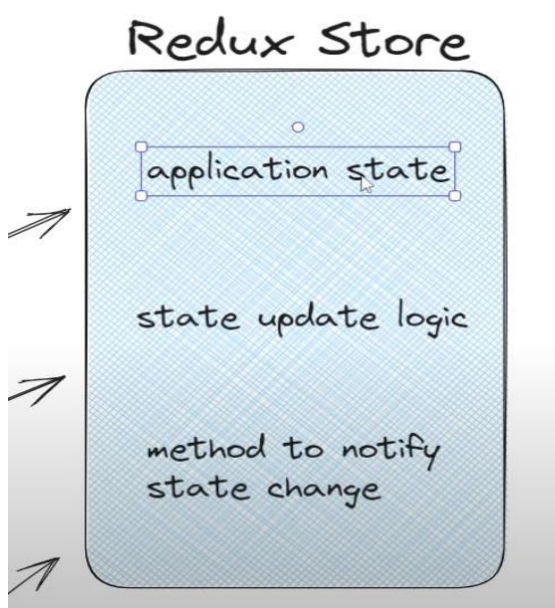 Redux Store
application state
state update logic
method to notify
state change